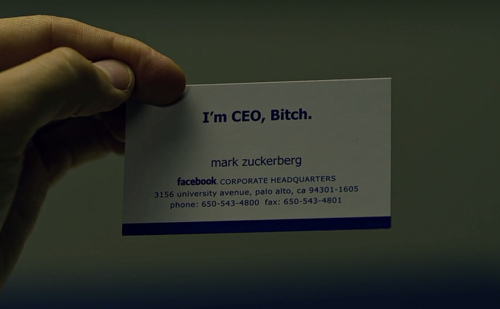 I'm CEO, Bitch.
mark zuckerberg
facebook. CORPORATE HEADQUARTERS
3156 university avenue, palo alto, ca 94301-1605
phone: 650-543-4800 fax: 650-543-4801